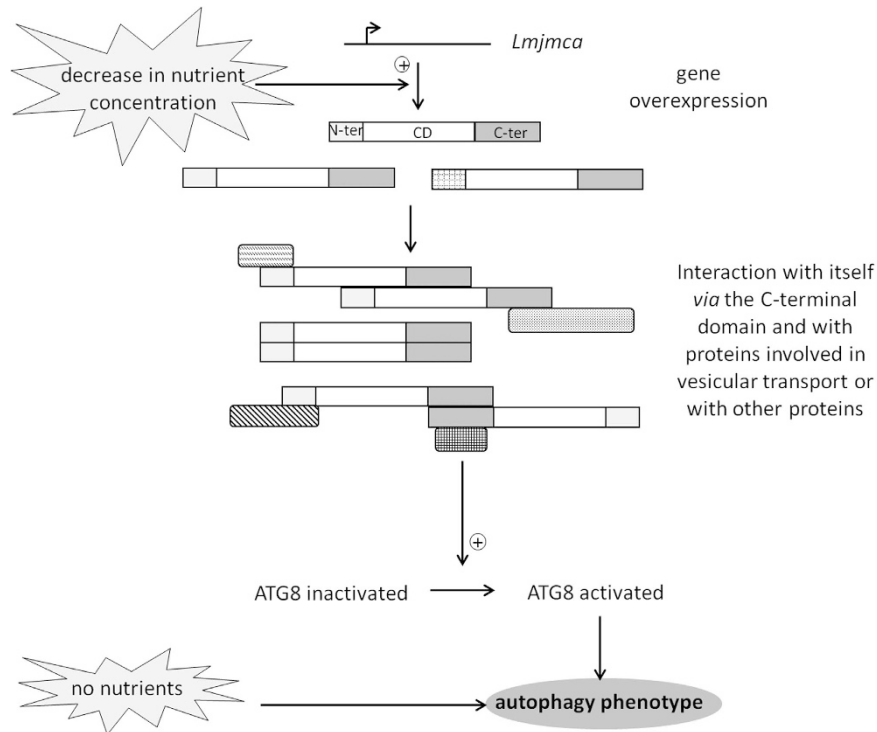 Lmjmca
+
decrease in nutrient
concentration
gene
overexpression
N-ter CD C-ter
Interaction with itself
via the C-terminal
domain and with
proteins involved in
vesicular transport or
with other proteins
+
ATG8 inactivated
ATG8 activated
no nutrients
autophagy phenotype